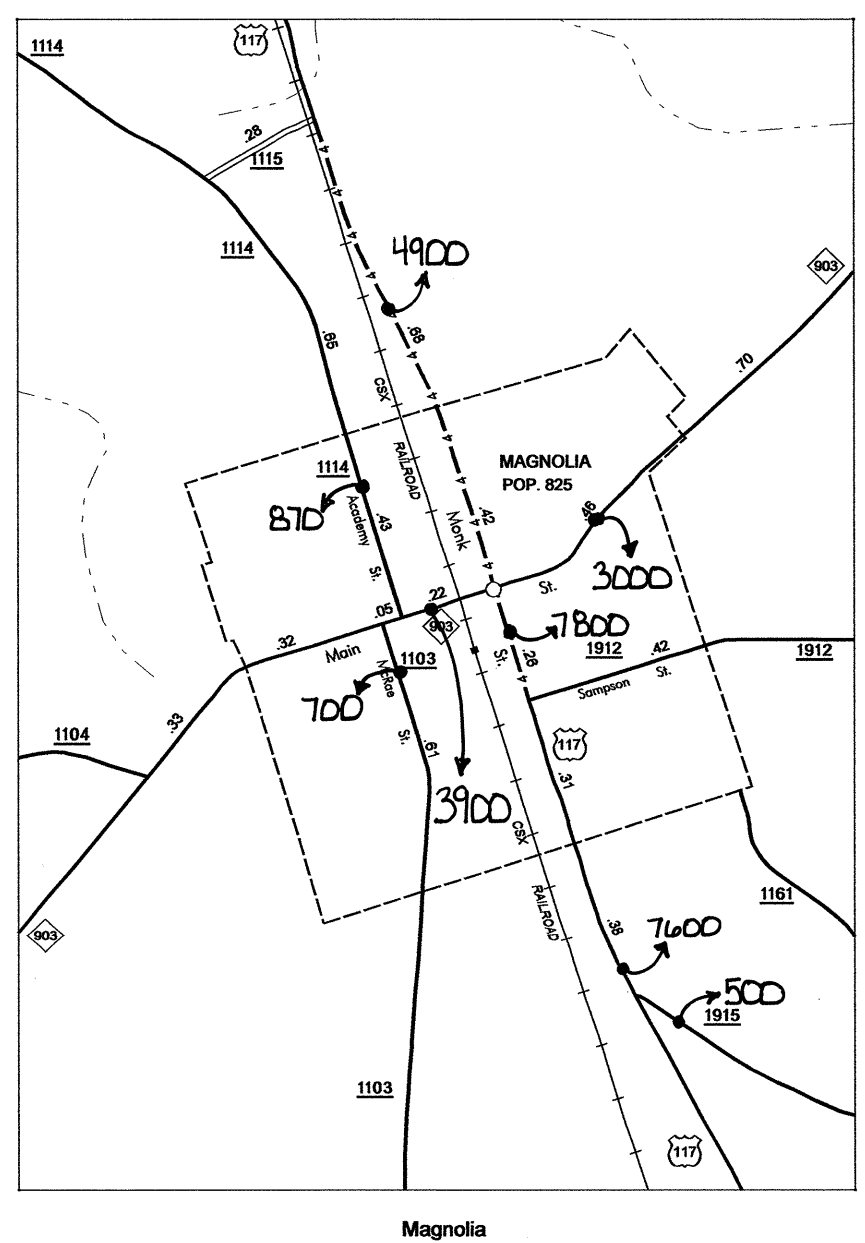 1114
117
.28
1115
1114
4900
903
.65
.68
.70
CSX
RAILROAD
MAGNOLIA
POP. 825
1114
870
Academy
St.
.43
Monk
.42
.46
3000
.22
St.
.05
903
7800
.32
Main
1103
McRae
St.
700
St.
.28
1912
.42
1912
Sampson
St.
1104
.33
.61
117
.31
3900
CSX
RAILROAD
1161
903
.38
7600
500
1915
1103
117
Magnolia